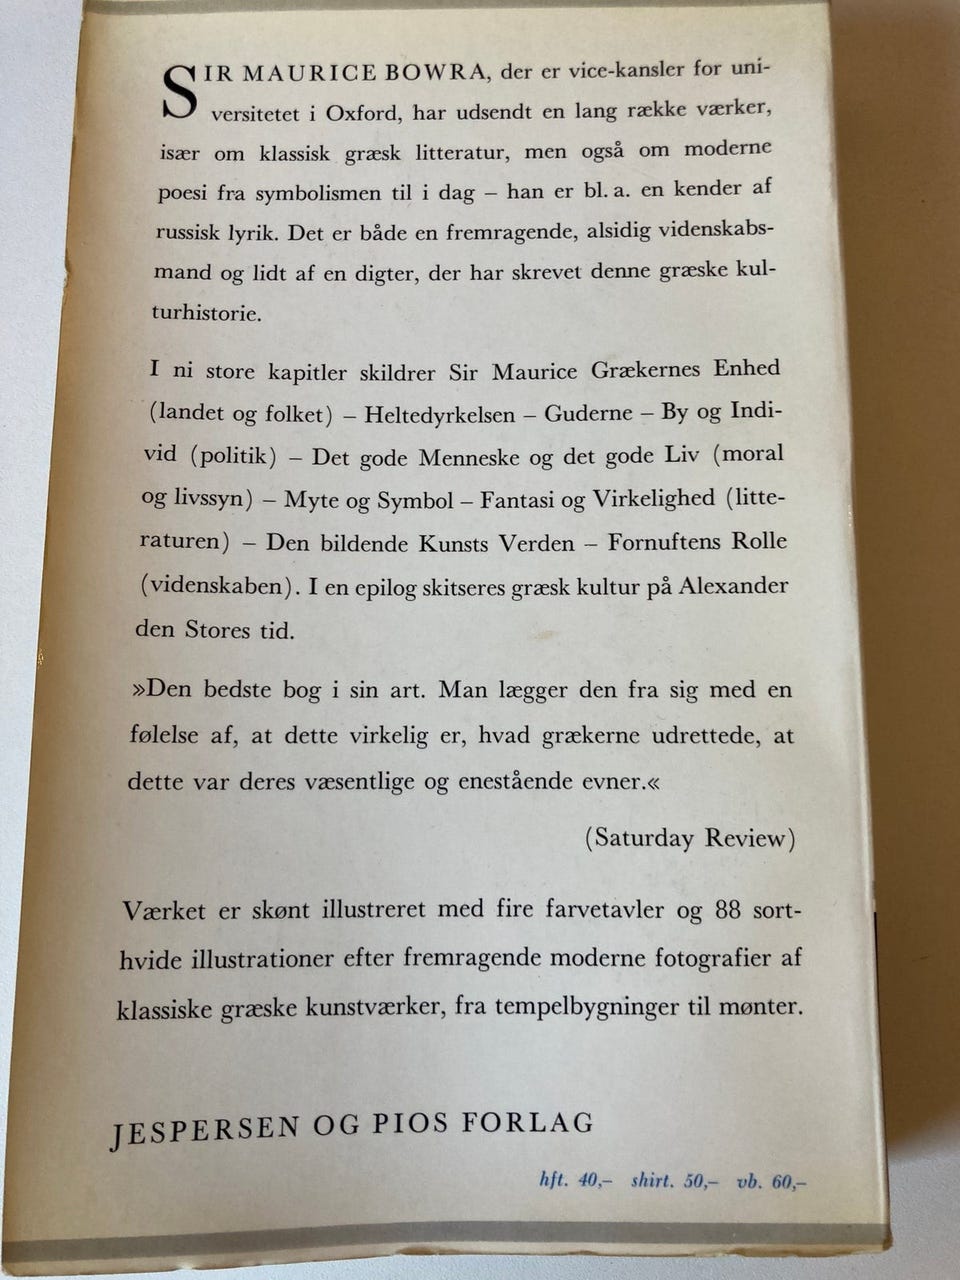 SIR MAURICE BOWRA, der er vice-kansler for uni-
versitetet i Oxford, har udsendt en lang række værker,
især om klassisk græsk litteratur, men også om moderne
poesi fra symbolismen til i dag – han er bl. a. en kender af
russisk lyrik. Det er både en fremragende, alsidig videnskabs-
mand og lidt af en digter, der har skrevet denne græske kul-
turhistorie.
I ni store kapitler skildrer Sir Maurice Grækernes Enhed
(landet og folket) – Heltedyrkelsen – Guderne – By og Indi-
vid (politik) – Det gode Menneske og det gode Liv (moral
og livssyn) – Myte og Symbol – Fantasi og Virkelighed (litte-
raturen) – Den bildende Kunsts Verden – Fornuftens Rolle
(videnskaben). I en epilog skitseres græsk kultur på Alexander
den Stores tid.
»Den bedste bog i sin art. Man lægger den fra sig med en
følelse af, at dette virkelig er, hvad grækerne udrettede, at
dette var deres væsentlige og enestående evner.«
(Saturday Review)
Værket er skønt illustreret med fire farvetavler og 88 sort-
hvide illustrationer efter fremragende moderne fotografier af
klassiske græske kunstværker, fra tempelbygninger til mønter.
JESPERSEN OG PIOS FORLAG
hft. 40,– shirt. 50,– vb. 60,–